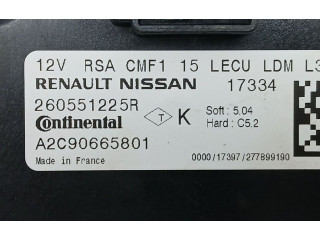 12V RSA CMF1 15 LECU LDM L3
RENAULT NISSAN 17334
260551225R
Continental T K Soft : 5.04
Hard : C5.2
A2C90665801
Made in France 0000/17397/277899190